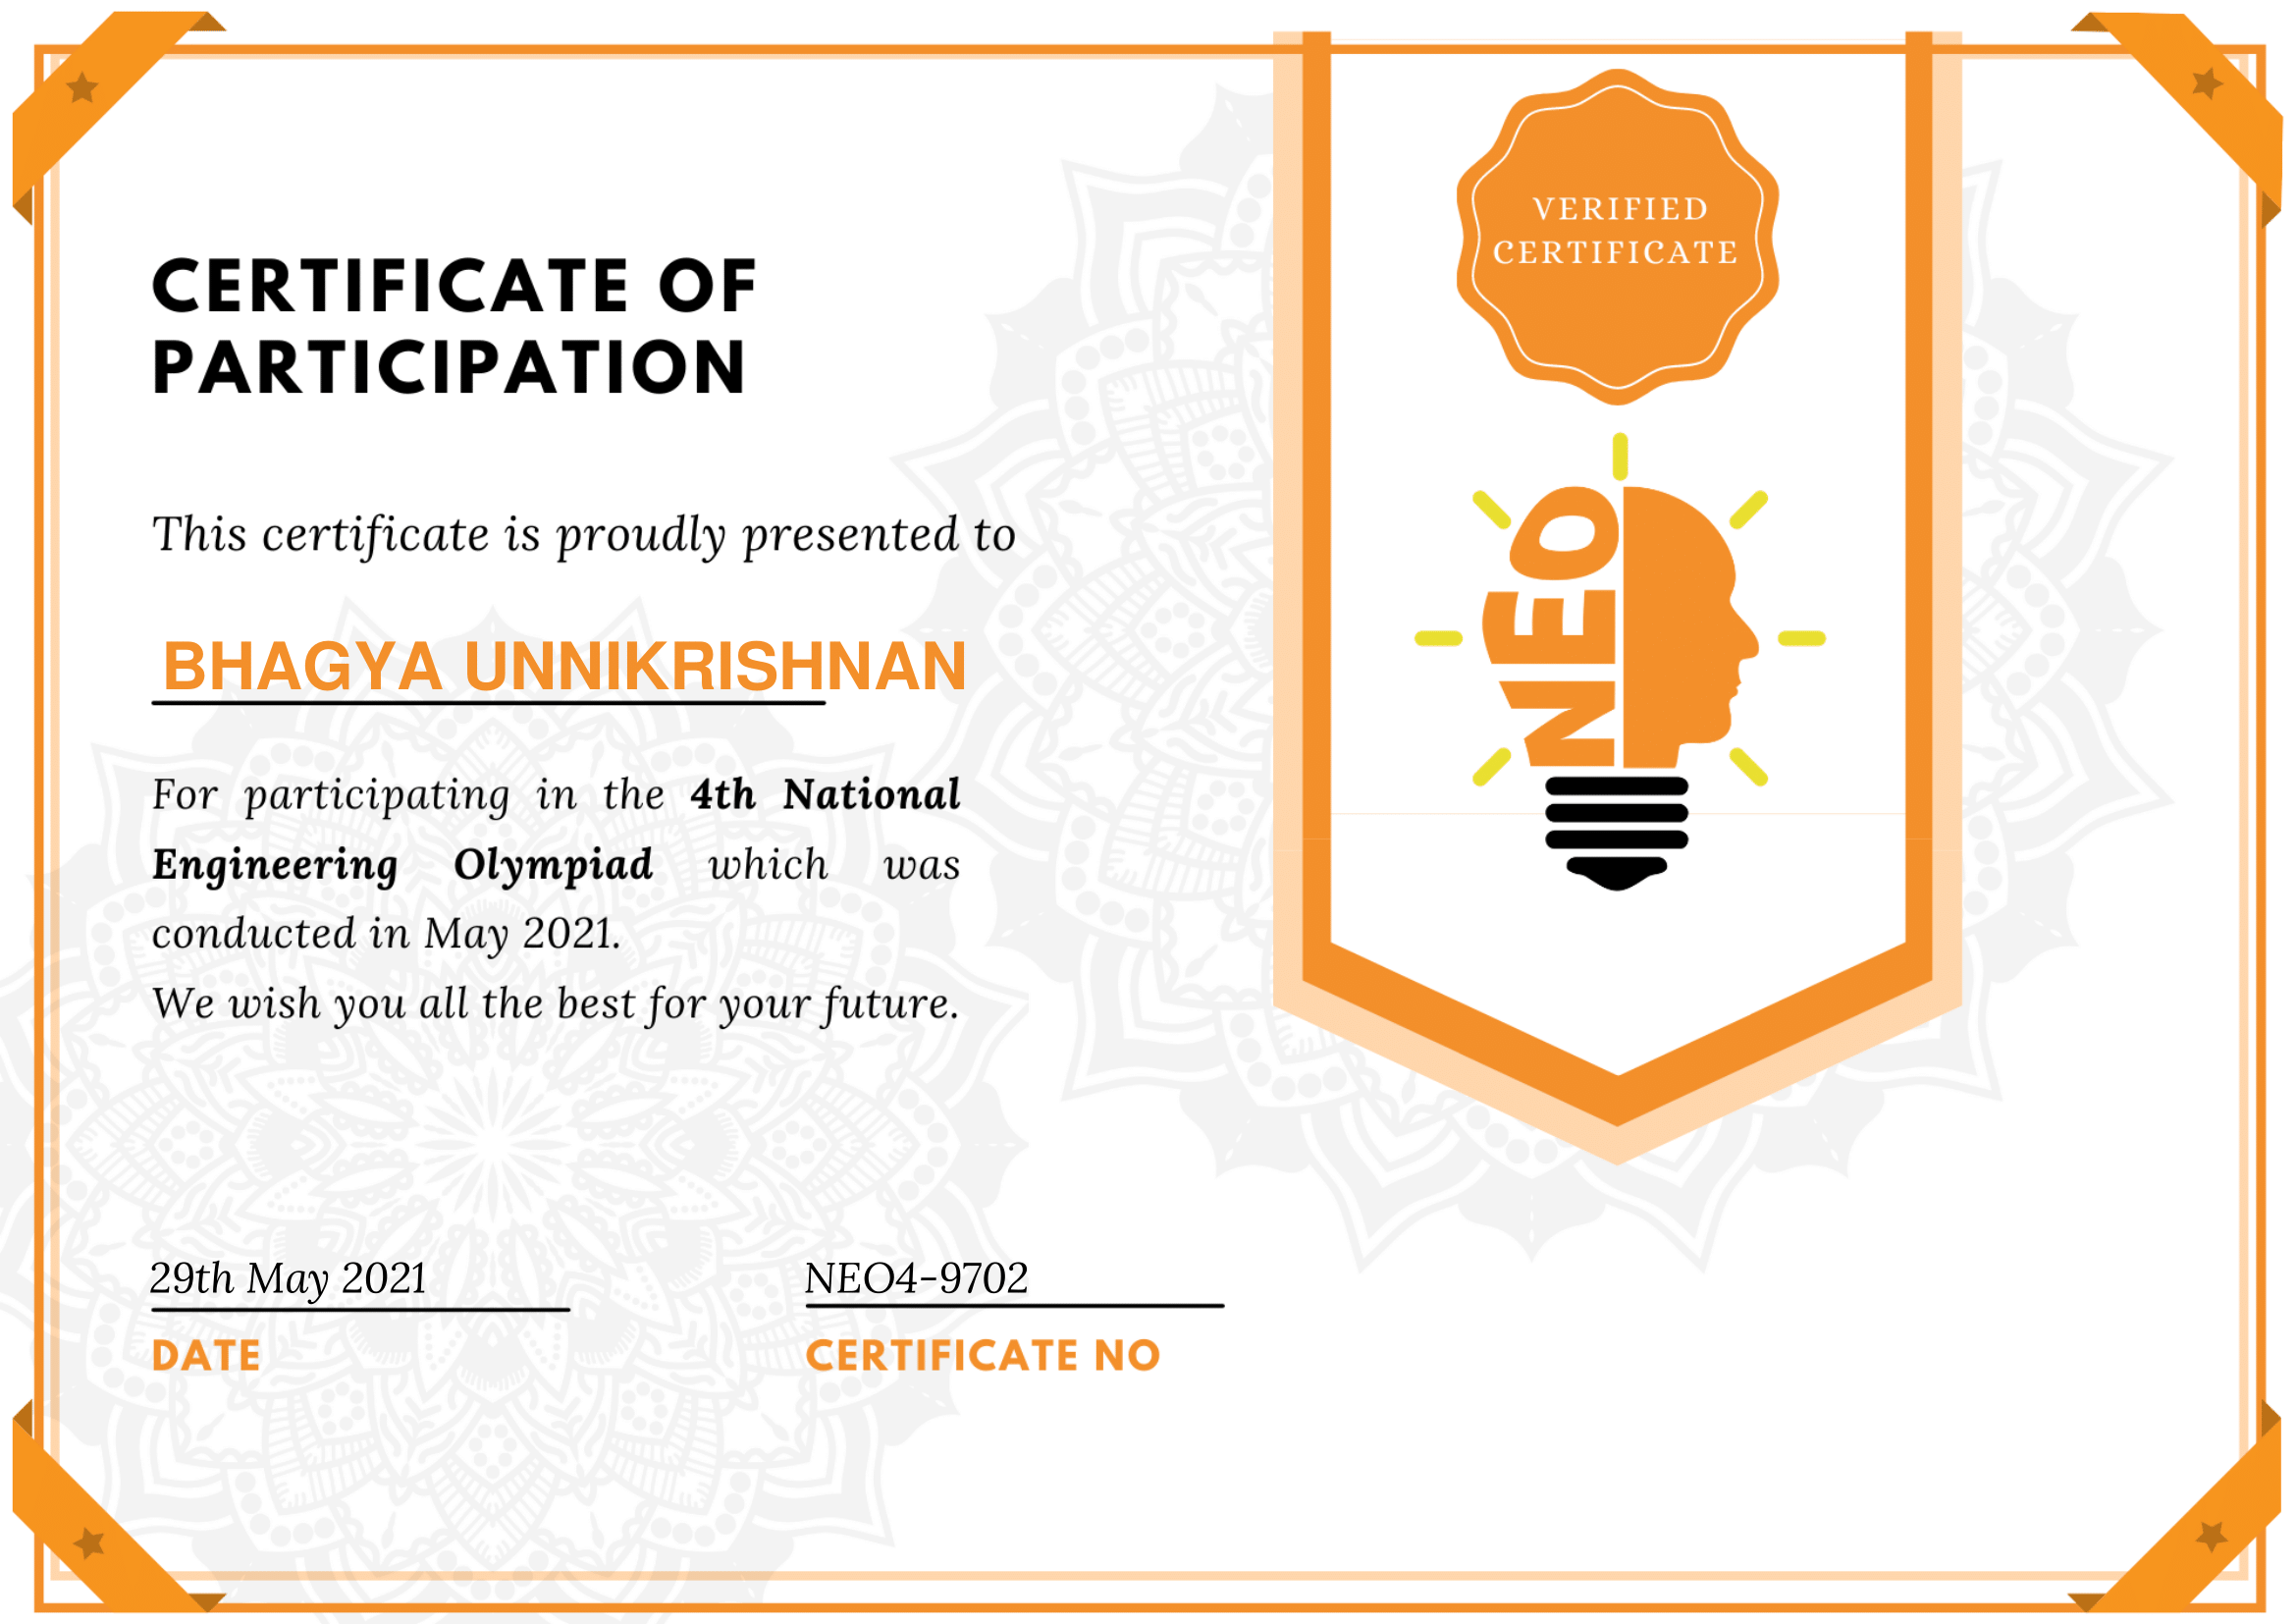 CERTIFICATE OF
PARTICIPATION
This certificate is proudly presented to
BHAGYA UNNIKRISHNAN
For participating in the 4th National
Engineering Olympiad which was
conducted in May 2021.
We wish you all the best for your future.
29th May 2021
DATE
NEO4-9702
CERTIFICATE NO
VERIFIED
CERTIFICATE
NEO